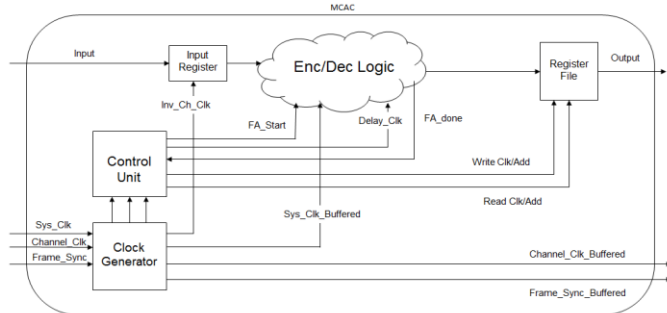 MCAC
Input
Input
Register
Enc/Dec Logic
Register
File
Output
Inv_Ch_Clk
FA_Start
Delay_Clk
FA_done
Control
Unit
Write Clk/Add
Read Clk/Add
Sys_Clk_Buffered
Sys_Clk
Channel_Clk
Frame_Sync
Clock
Generator
Channel_Clk_Buffered
Frame_Sync_Buffered